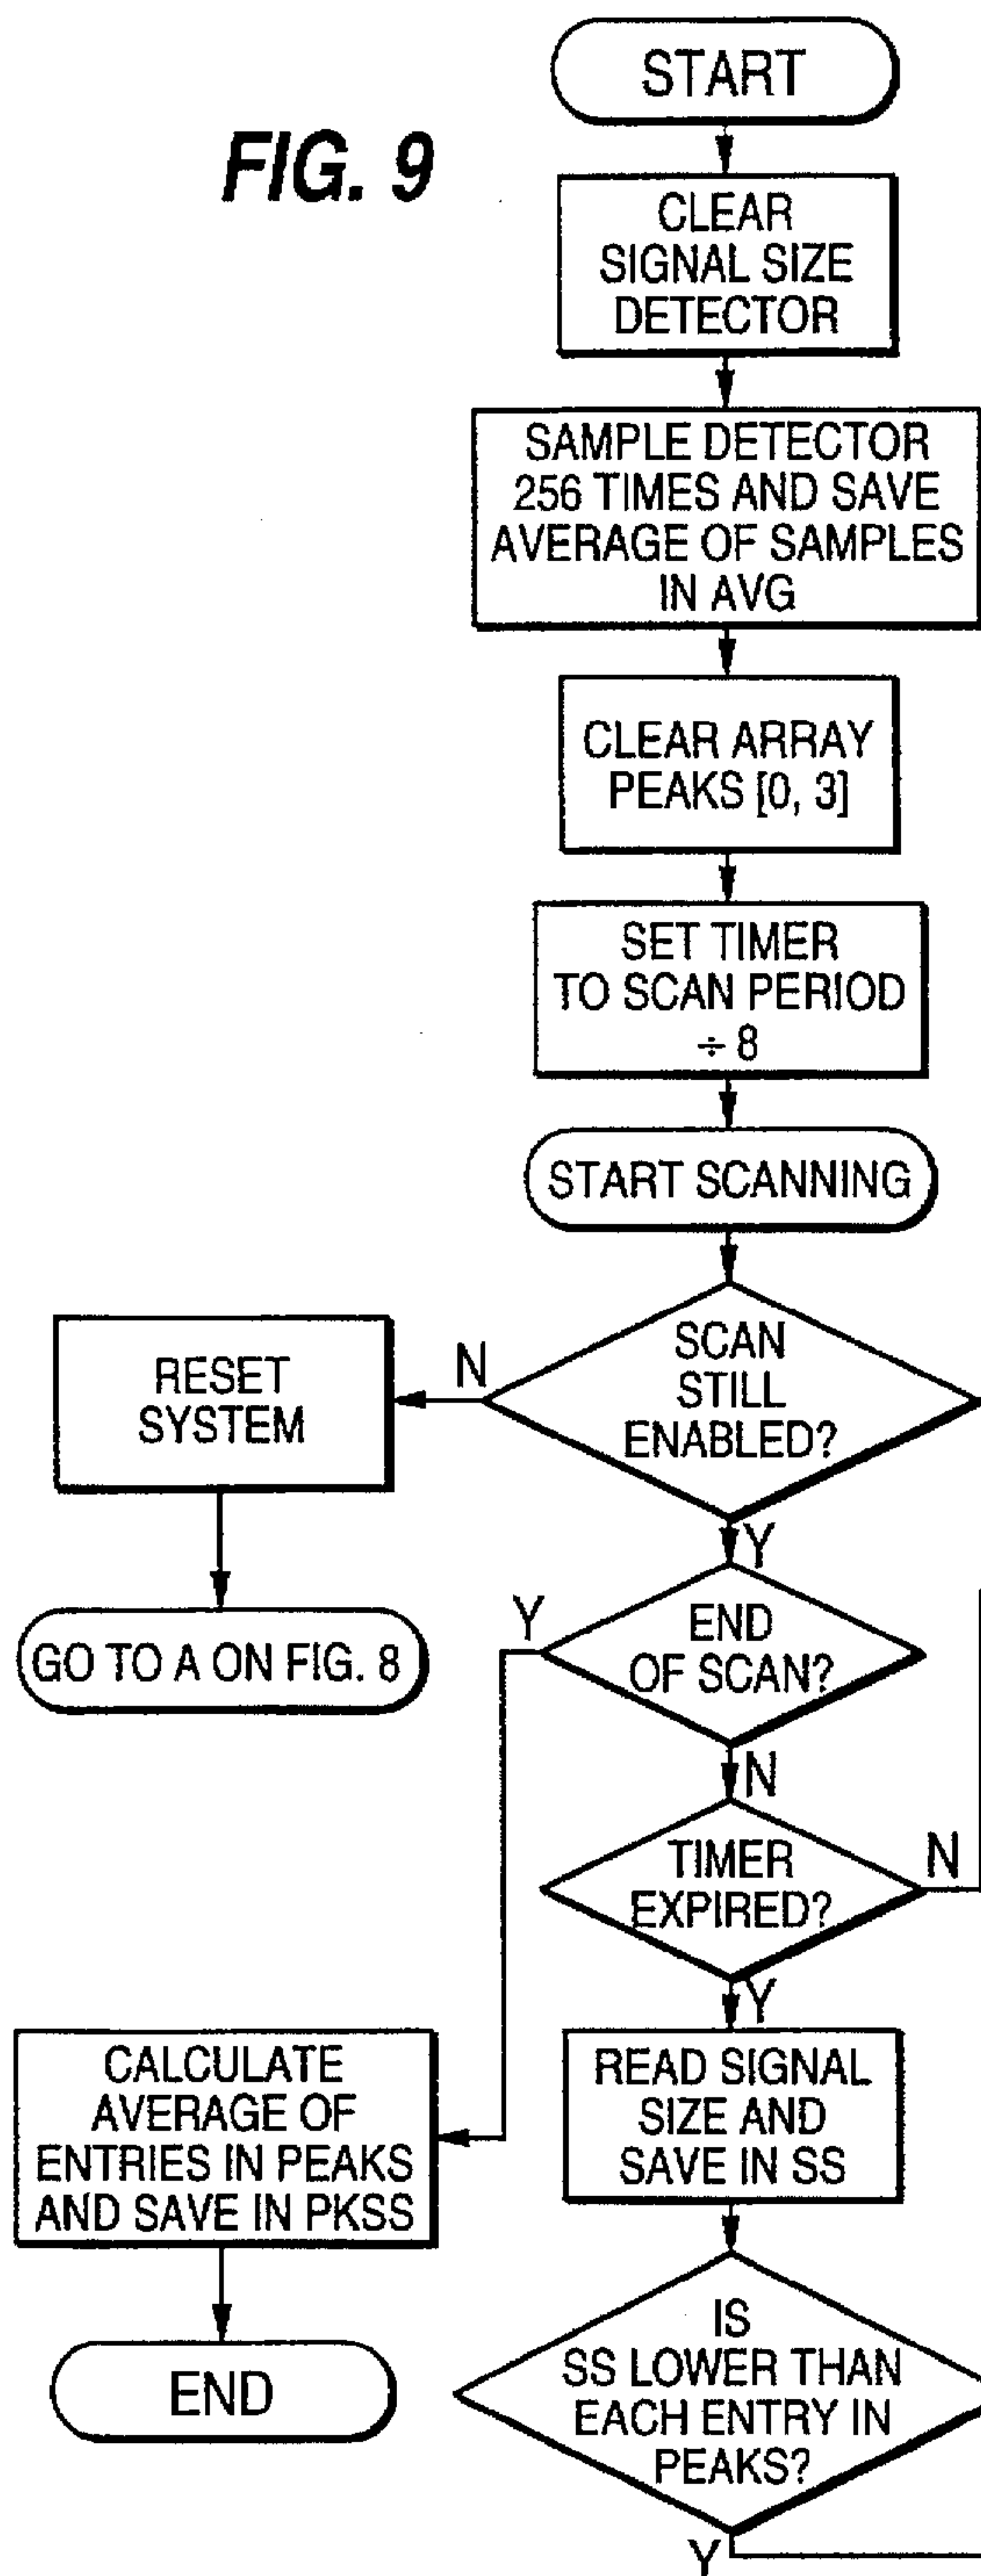 FIG. 9
START
CLEAR
SIGNAL SIZE
DETECTOR
SAMPLE DETECTOR
256 TIMES AND SAVE
AVERAGE OF SAMPLES
IN AVG
CLEAR ARRAY
PEAKS [0, 3]
SET TIMER
TO SCAN PERIOD
÷ 8
START SCANNING
SCAN
STILL
ENABLED?
N
RESET
SYSTEM
GO TO A ON FIG. 8
Y
END
OF SCAN?
Y
N
TIMER
EXPIRED?
N
Y
CALCULATE
AVERAGE OF
ENTRIES IN PEAKS
AND SAVE IN PKSS
END
READ SIGNAL
SIZE AND
SAVE IN SS
IS
SS LOWER THAN
EACH ENTRY IN
PEAKS?
Y